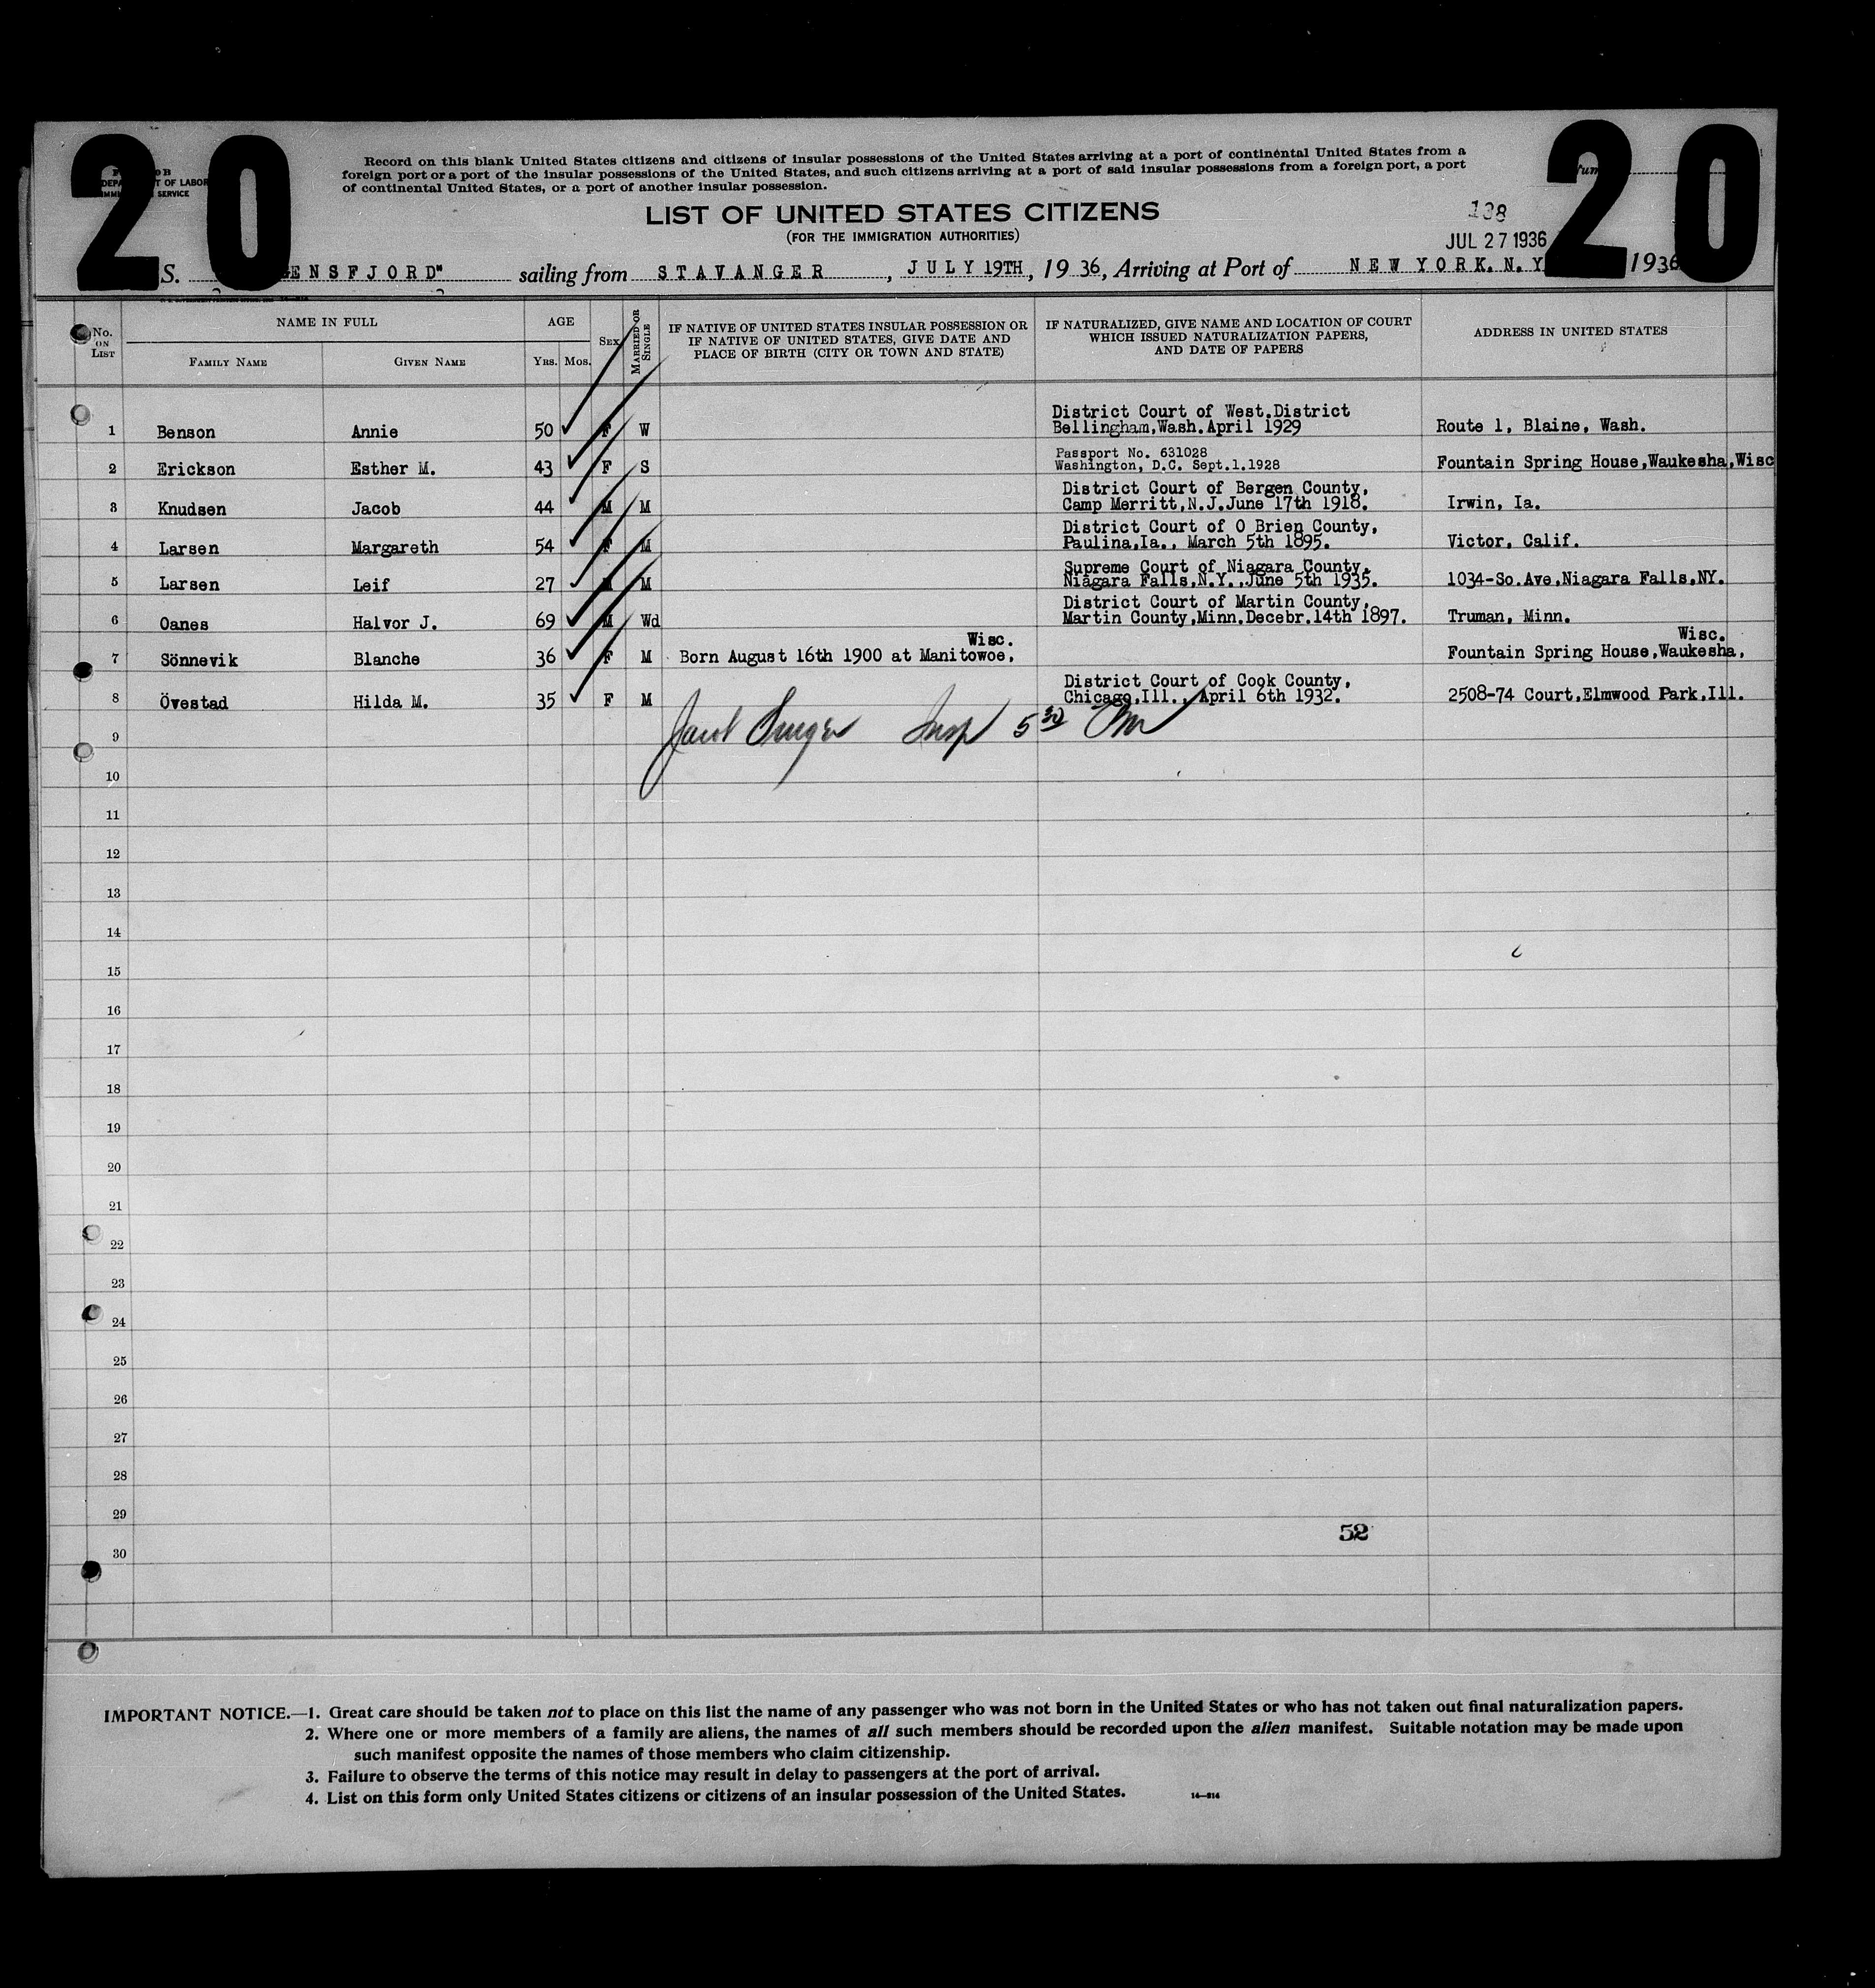 20 20
DEPA T OF LABOR
SERVICE
Record on this blank United States citizens and citizens of insular possessions of the United States arriving at a port of continental United States from a
foreign port or a port of the insular possessions of the United States, and such citizens arriving at a port of said insular possessions from a foreign port, a port
of continental United States, or a port of another insular possession.
LIST OF UNITED STATES CITIZENS
(FOR THE IMMIGRATION AUTHORITIES)
138
JUL 27 1936
S. ENSFJORD" sailing from STAVANGER, JULY 19TH, 1936, Arriving at Port of NEW YORK. N. Y 1936
No. ON LIST
NAME IN FULL
FAMILY NAME GIVEN NAME
AGE
YRS. MOS.
SEX
MARRIED OR SINGLE
IF NATIVE OF UNITED STATES INSULAR POSSESSION OR
IF NATIVE OF UNITED STATES, GIVE DATE AND
PLACE OF BIRTH (CITY OR TOWN AND STATE)
IF NATURALIZED, GIVE NAME AND LOCATION OF COURT
WHICH ISSUED NATURALIZATION PAPERS,
AND DATE OF PAPERS
ADDRESS IN UNITED STATES
District Court of West.District
1 Benson Annie 50 F W Bellingham,Wash.April 1929 Route 1, Blaine, Wash.
Passport No. 631028
2 Erickson Esther M. 43 F S Washington, D.C. Sept.1.1928 Fountain Spring House,Waukesha,Wisc
District Court of Bergen County,
3 Knudsen Jacob 44 M M Camp Merritt,N.J.June 17th 1918. Irwin, Ia.
District Court of O Brien County,
4 Larsen Margareth 54 F M Paulina,Ia., March 5th 1895. Victor, Calif.
Supreme Court of Niagara County.
5 Larsen Leif 27 M M Niagara Falls,N.Y.,June 5th 1935. 1034-So.Ave,Niagara Falls,NY.
District Court of Martin County,
6 Oanes Halvor J. 69 M Wd Martin County,Minn.Decebr.14th 1897. Truman, Minn.
Wisc. Wisc.
7 Sönnevik Blanche 36 F M Born August 16th 1900 at Manitowoe, Fountain Spring House,Waukesha,
District Court of Cook County,
8 Övestad Hilda M. 35 F M Chicago,Ill., April 6th 1932. 2508-74 Court,Elmwood Park,Ill.
Insp
9
10
11
12
13
14
15
16
17
18
19
20
21
22
23
24
25
26
27
28
29
52
30
IMPORTANT NOTICE.—1. Great care should be taken not to place on this list the name of any passenger who was not born in the United States or who has not taken out final naturalization papers.
2. Where one or more members of a family are aliens, the names of all such members should be recorded upon the alien manifest. Suitable notation may be made upon
such manifest opposite the names of those members who claim citizenship.
3. Failure to observe the terms of this notice may result in delay to passengers at the port of arrival.
4. List on this form only United States citizens or citizens of an insular possession of the United States. 14—814